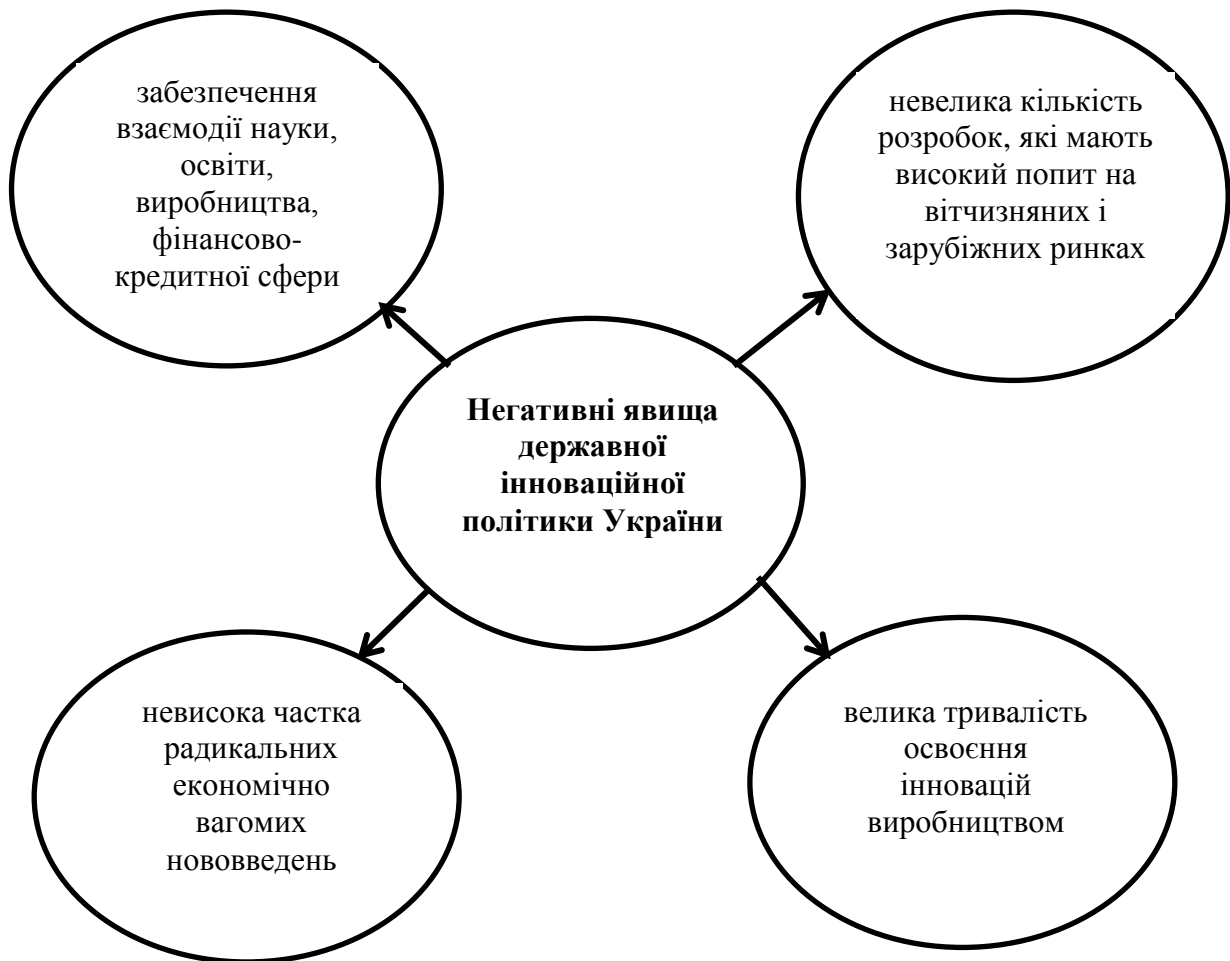 забезпечення
взаємодії науки,
освіти,
виробництва,
фінансово-
кредитної сфери
невелика кількість
розробок, які мають
високий попит на
вітчизняних і
зарубіжних ринках
Негативні явища
державної
інноваційної
політики України
невисока частка
радикальних
економічно
вагомих
нововведень
велика тривалість
освоєння
інновацій
виробництвом